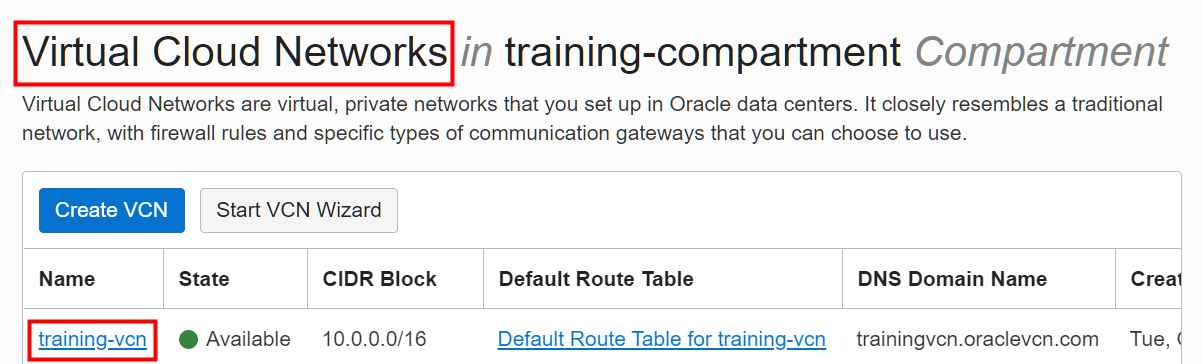 Virtual Cloud Networks in training-compartment Compartment
Virtual Cloud Networks are virtual, private networks that you set up in Oracle data centers. It closely resembles a traditional
network, with firewall rules and specific types of communication gateways that you can choose to use.
Create VCN Start VCN Wizard
Name State CIDR Block Default Route Table DNS Domain Name Creat
training-vcn Available 10.0.0.0/16 Default Route Table for training-vcn trainingvcn.oraclevcn.com Tue,